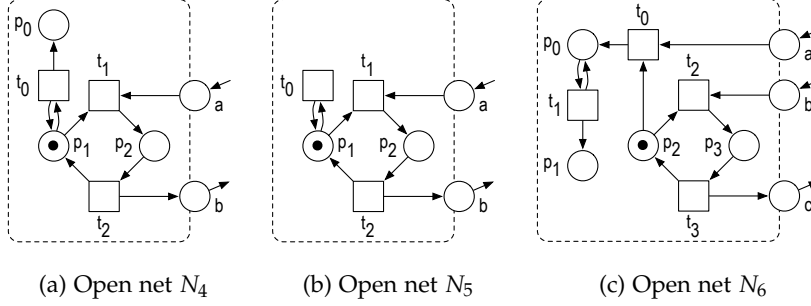 p0
t0
t1
a
p1
p2
t2
b
t0
t1
a
p1
p2
t2
b
t0
p0
a
t2
b
t1
p2
p3
p1
c
t3
(a) Open net N4
(b) Open net N5
(c) Open net N6